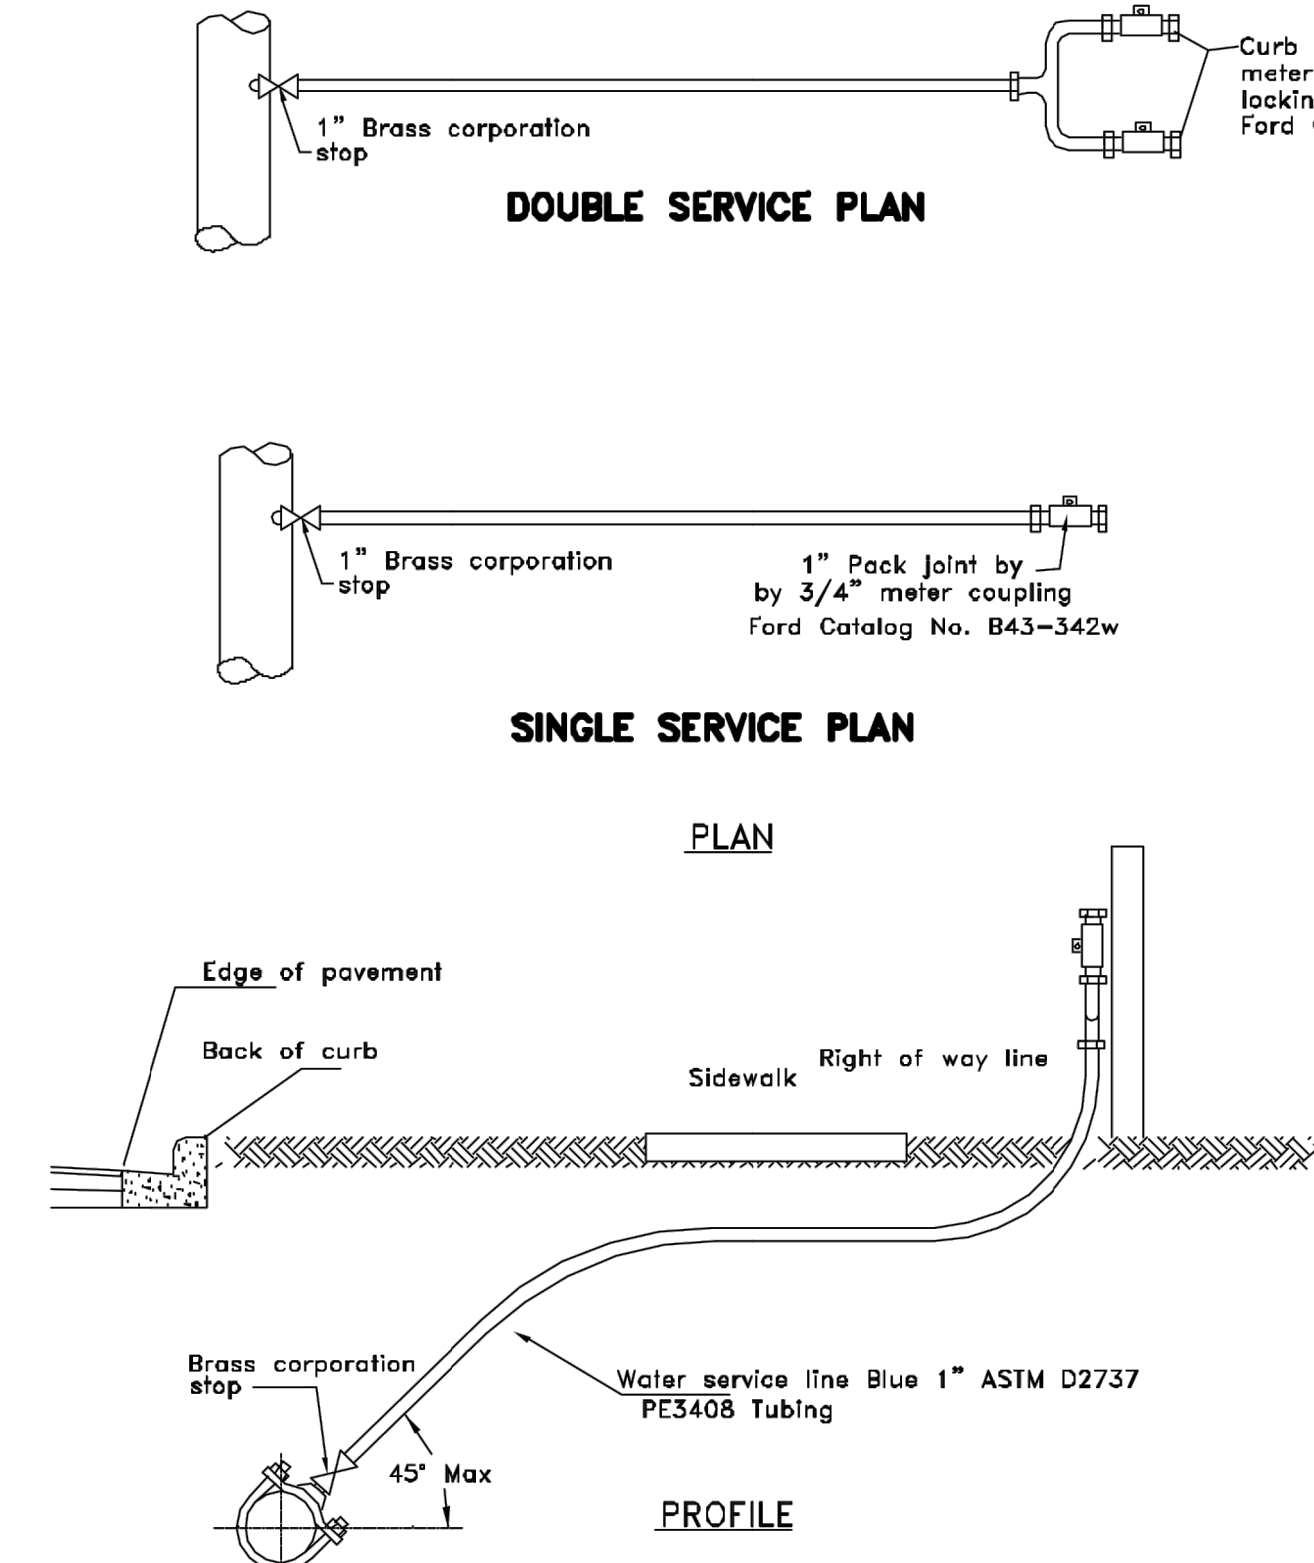 Curb
meter
lockin
Ford
1" Brass corporation
stop
DOUBLE SERVICE PLAN
1" Brass corporation
stop
1" Pack joint by
by 3/4" meter coupling
Ford Catalog No. B43-342w
SINGLE SERVICE PLAN
PLAN
Edge of pavement
Back of curb
Right of way line
Sidewalk
Brass corporation
stop
Water service line Blue 1" ASTM D2737
PE3408 Tubing
45° Max
PROFILE